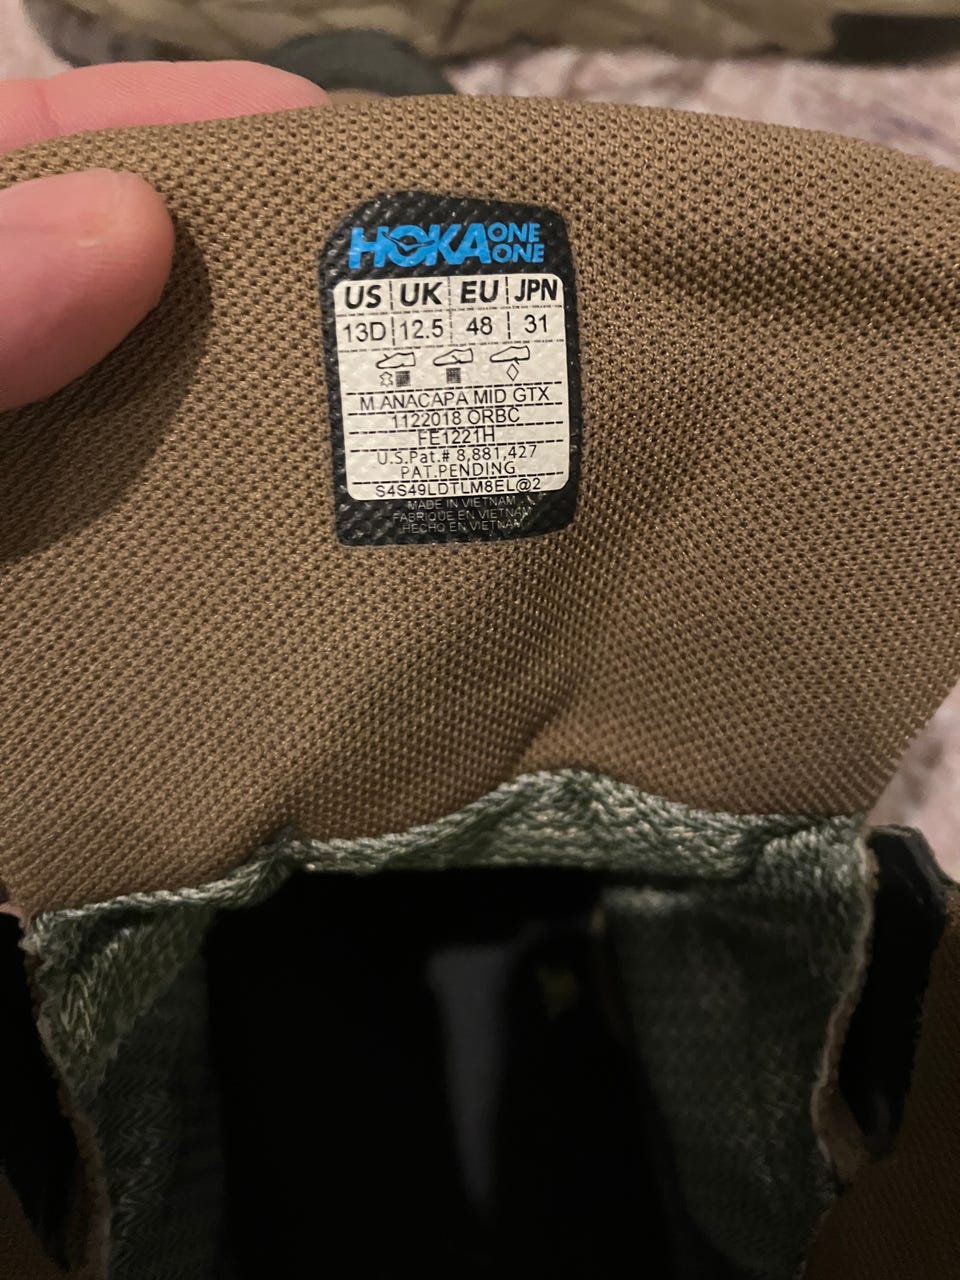 HOKA ONE ONE
US UK EU JPN
13D 12.5 48 31
M ANACAPA MID GTX
1122018 ORBC
FE1221H
U.S.Pat.# 8,881,427
PAT.PENDING
S4S49LDTLM8EL@2
MADE IN VIETNAM
FABRIQUE EN VIETNAM
HECHO EN VIETNAM